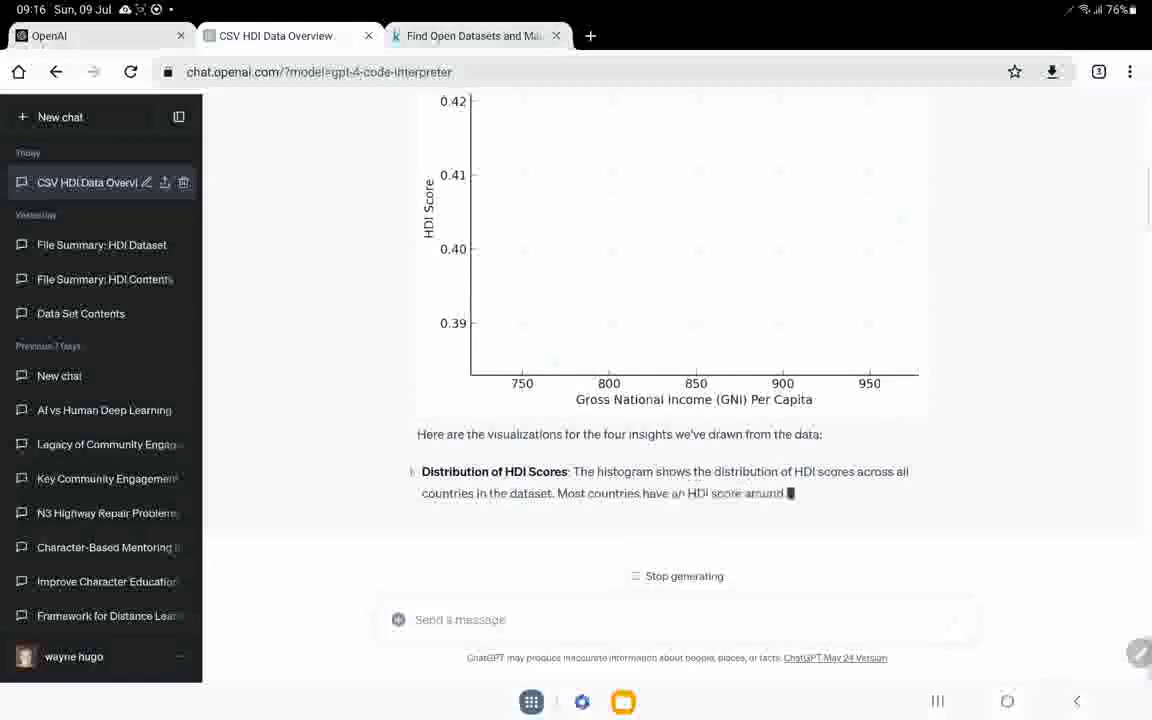 09:16 Sun, 09 Jul
76%
OpenAI
CSV HDI Data Overview
Find Open Datasets and Ma
chat.openai.com/?model=gpt-4-code-interpreter
3
New chat
Today
CSV HDI Data Overvi
Yesterday
File Summary: HDI Dataset
File Summary: HDI Contents
Data Set Contents
Previous 7 Days
New chat
AI vs Human Deep Learning
Legacy of Community Engag
Key Community Engagement
N3 Highway Repair Problems
Character-Based Mentoring
Improve Character Education
Framework for Distance Lear
wayne hugo
0.42
0.41
0.40
0.39
HDI Score
750 800 850 900 950
Gross National Income (GNI) Per Capita
Here are the visualizations for the four insights we've drawn from the data:
Distribution of HDI Scores: The histogram shows the distribution of HDI scores across all
countries in the dataset. Most countries have an HDI score around
Stop generating
Send a message
ChatGPT may produce inaccurate information about people, places, or facts. ChatGPT May 24 Version